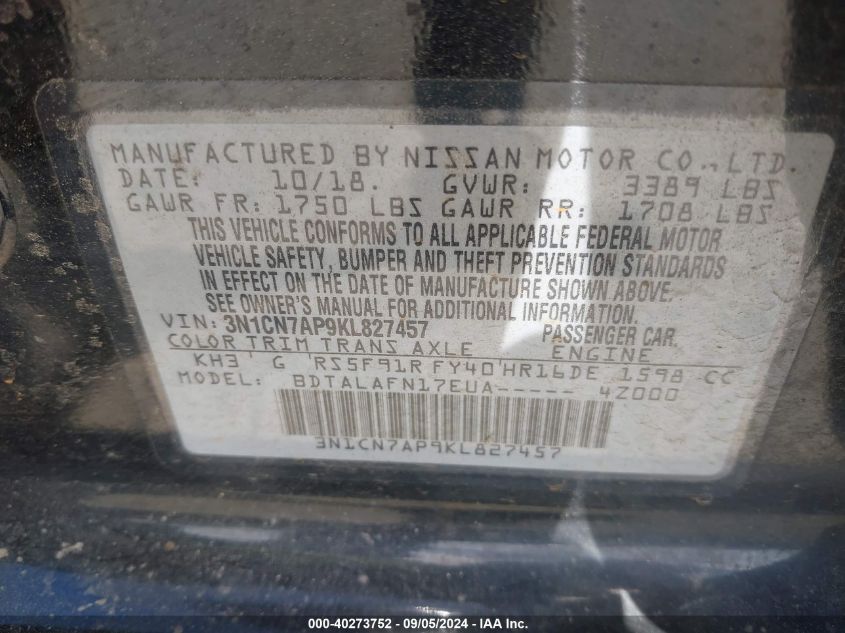 MANUFACTURED BY NISSAN MOTOR CO., LTD.
DATE: 10/18. GVWR: 3389 LBS
GAWR FR: 1750 LBS GAWR RR: 1708 LBS
THIS VEHICLE CONFORMS TO ALL APPLICABLE FEDERAL MOTOR
VEHICLE SAFETY, BUMPER AND THEFT PREVENTION STANDARDS
IN EFFECT ON THE DATE OF MANUFACTURE SHOWN ABOVE.
SEE OWNER'S MANUAL FOR ADDITIONAL INFORMATION.
VIN: 3N1CN7AP9KL827457 PASSENGER CAR.
COLOR TRIM TRANS AXLE ENGINE
KH3 G RS5F91R FY40 HR16DE 1598 CC
MODEL: BDTALAFN17EUA----- 4Z000
3N1CN7AP9KL827457
000-40273752 - 09/05/2024 - IAA Inc.